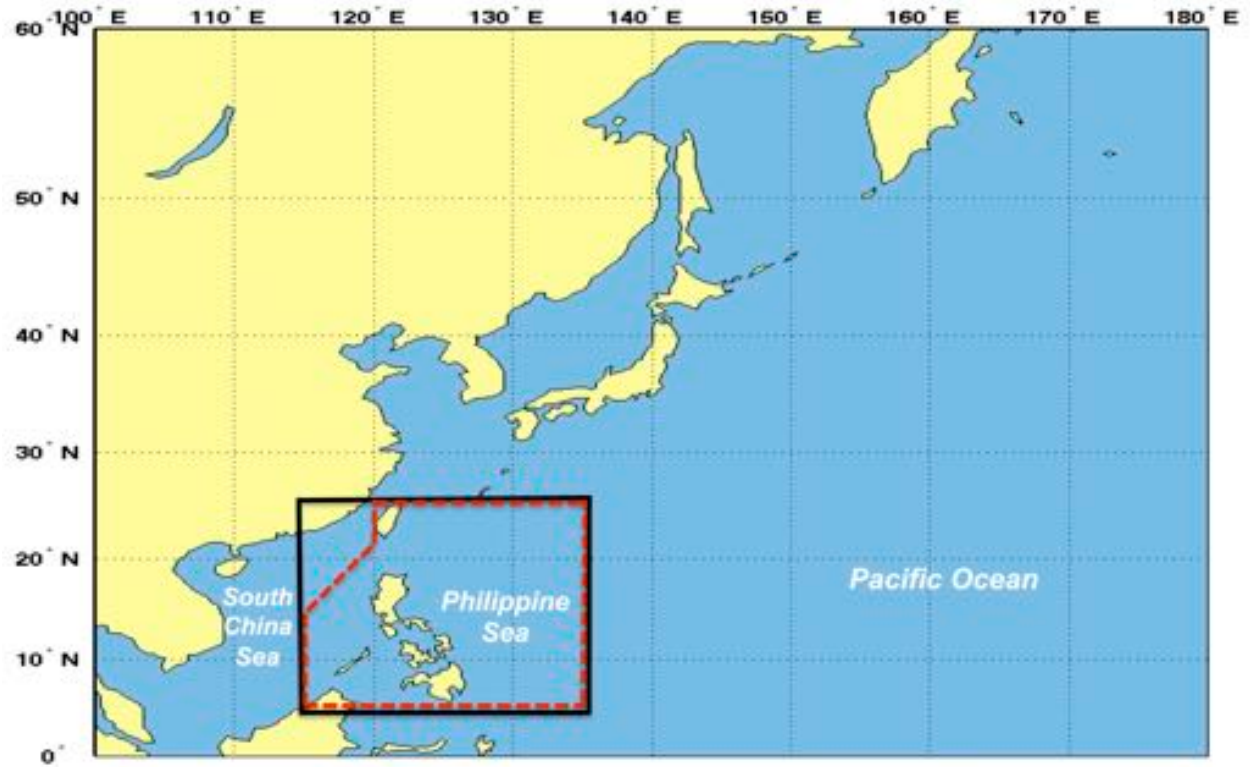 -100° E 110° E 120° E 130° E 140° E 150° E 160° E 170° E 180° E
60° N
50° N
40° N
30° N
20° N
10° N
0°
South
China
Sea
Philippine
Sea
Pacific Ocean